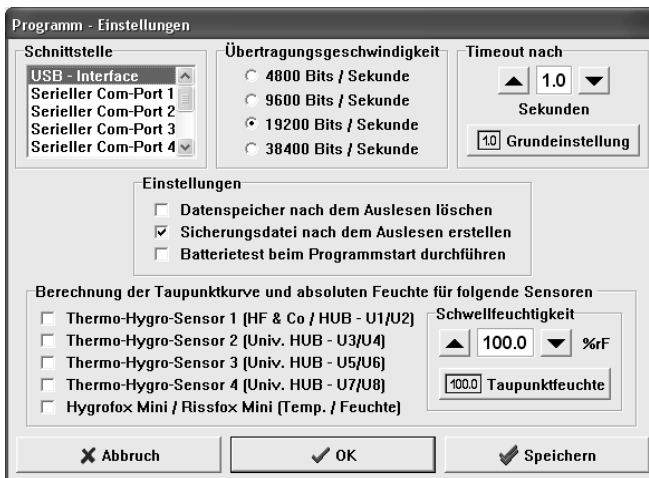 Programm - Einstellungen
Schnittstelle
USB - Interface
Serieller Com-Port 1
Serieller Com-Port 2
Serieller Com-Port 3
Serieller Com-Port 4
Übertragungsgeschwindigkeit
4800 Bits / Sekunde
9600 Bits / Sekunde
19200 Bits / Sekunde
38400 Bits / Sekunde
Timeout nach
1.0
Sekunden
1.0 Grundeinstellung
Einstellungen
Datenspeicher nach dem Auslesen löschen
Sicherungsdatei nach dem Auslesen erstellen
Batterietest beim Programmstart durchführen
Berechnung der Taupunktkurve und absoluten Feuchte für folgende Sensoren
Thermo-Hygro-Sensor 1 (HF & Co / HUB - U1/U2)
Thermo-Hygro-Sensor 2 (Univ. HUB - U3/U4)
Thermo-Hygro-Sensor 3 (Univ. HUB - U5/U6)
Thermo-Hygro-Sensor 4 (Univ. HUB - U7/U8)
Hygrofox Mini / Rissfox Mini (Temp. / Feuchte)
Schwellfeuchtigkeit
100.0 %rF
100.0 Taupunktfeuchte
Abbruch
OK
Speichern